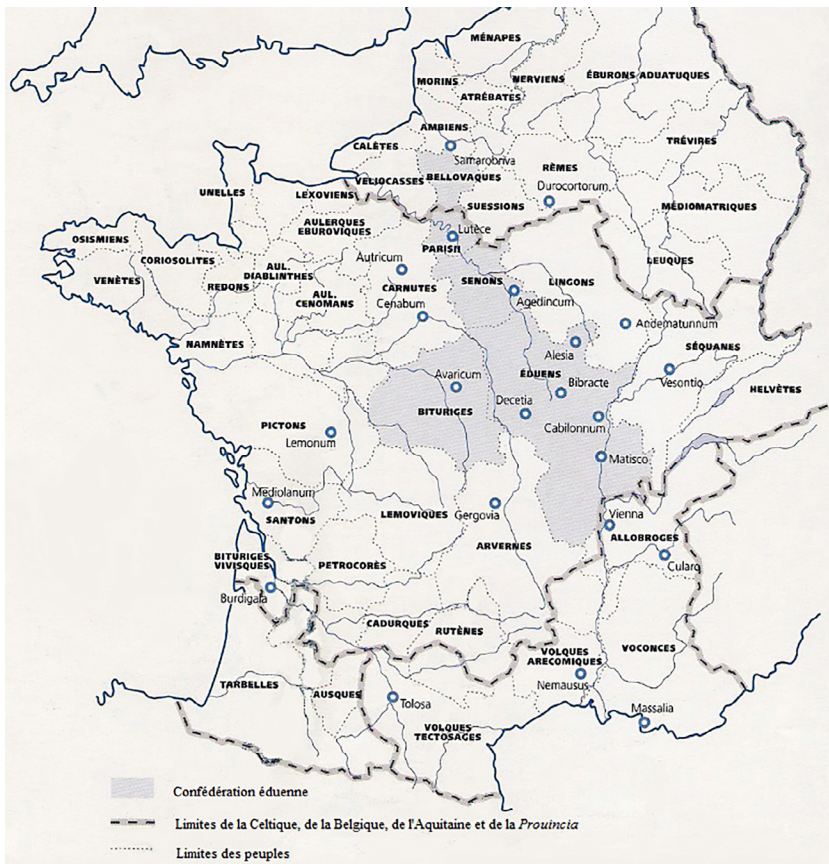 MÉNAPES
MORINS
NERVIENS
ÉBURONS
ADUATUQUES
ATRÉBATES
AMBIENS
CALÈTES
Samarobriva
TRÉVIRES
VELIOCASSES
BELLOVAQUES
RÈMES
Durocortorum
UNELLES
LEXOVIENS
SUESSIONS
MÉDIOMATRIQUES
AULERQUES
EBUROVIQUES
Lutèce
PARISII
OSISMIENS
CORIOSOLITES
Autricum
LEUQUES
VENÈTES
REDONS
AUL.
DIABLINTHES
CARNUTES
SENONS
LINGONS
AUL.
CENOMANS
Cenabum
Agedincum
Andematunnum
NAMNÈTES
Alesia
SÉQUANES
Avaricum
ÉDUENS
Bibracte
Vesontio
HELVÈTES
BITURIGES
Decetia
Cabilonnum
PICTONS
Lemonum
Matisco
Mediolanum
SANTONS
LEMOVIQUES
Gergovia
Vienna
ALLOBROGES
ARVERNES
Cularo
BITURIGES
VIVISQUES
PETROCORÈS
Burdigala
CADURQUES
RUTÈNES
VOLQUES
ARECOMIQUES
VOCONCES
TARBELLES
AUSQUES
Nemausus
Tolosa
Massalia
VOLQUES
TECTOSAGES
Confédération éduenne
Limites de la Celtique, de la Belgique, de l'Aquitaine et de la Prouincia
Limites des peuples